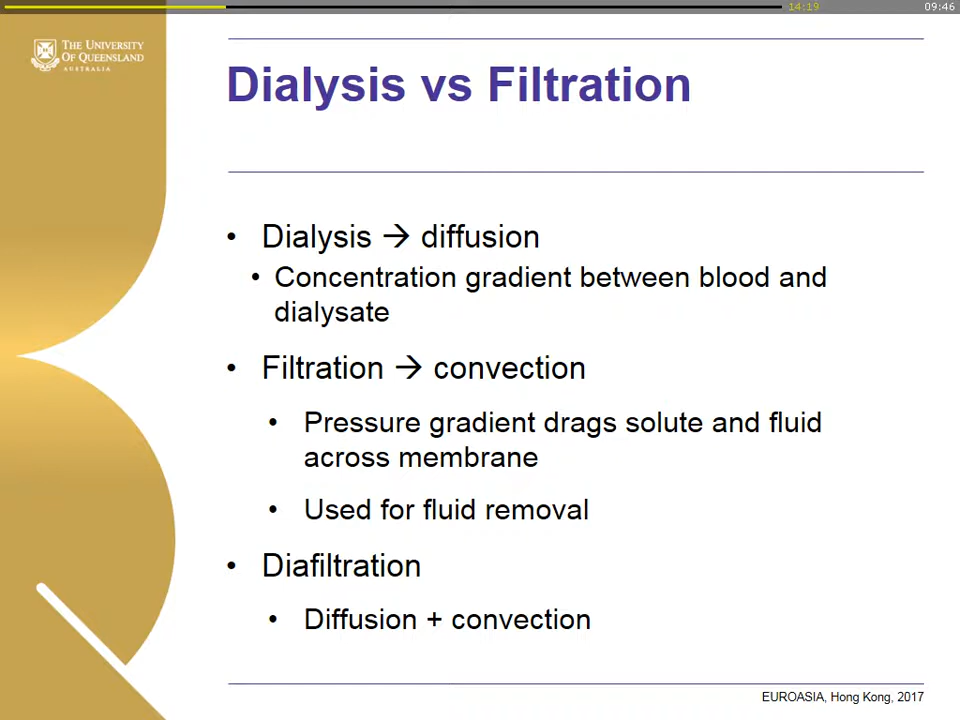 14:19
09:46
THE UNIVERSITY
OF QUEENSLAND
AUSTRALIA
Dialysis vs Filtration
• Dialysis → diffusion
• Concentration gradient between blood and
dialysate
• Filtration → convection
• Pressure gradient drags solute and fluid
across membrane
• Used for fluid removal
• Diafiltration
• Diffusion + convection
EUROASIA, Hong Kong, 2017